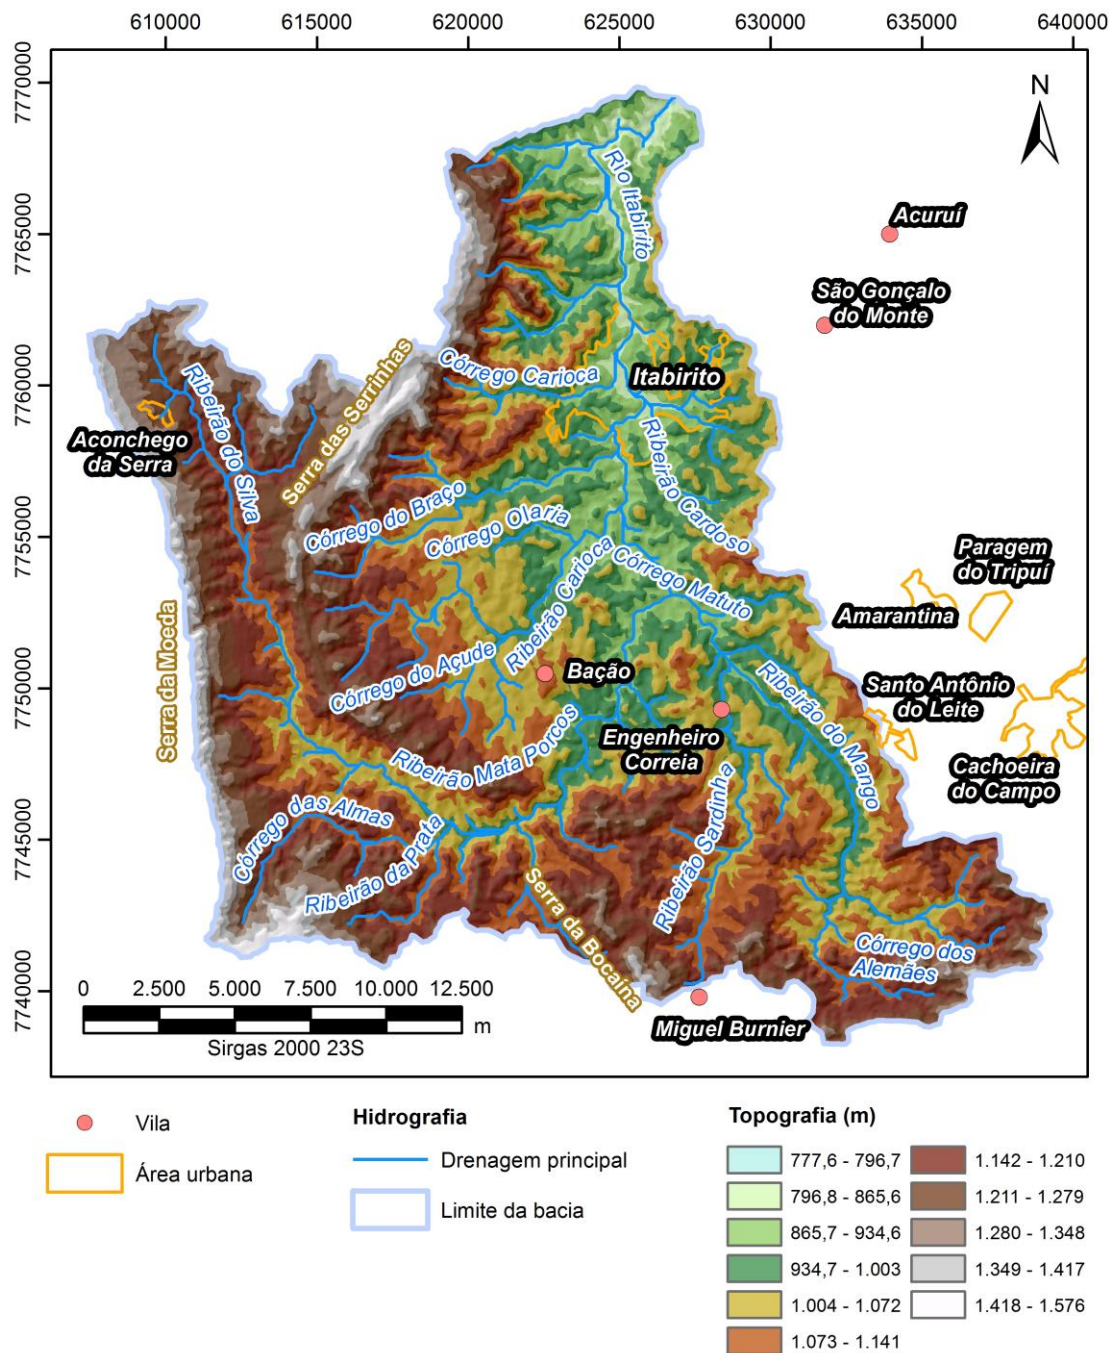 610000 615000 620000 625000 630000 635000 640000
7770000
7765000
7760000
7755000
7750000
7745000
7740000
N
Rio Itabirito
Acuruí
São Gonçalo
do Monte
Córrego Carioca
Itabirito
Serra das Serrinhas
Ribeirão do Silva
Aconchego
da Serra
Ribeirão Cardoso
Córrego do Braço
Córrego Olaria
Ribeirão Carioca
Córrego Matuto
Paragem
do Tripuí
Amarantina
Serra da Moeda
Córrego do Açude
Bação
Ribeirão do Mango
Santo Antônio
do Leite
Ribeirão Mata Porcos
Engenheiro
Correia
Cachoeira
do Campo
Córrego das Almas
Ribeirão da Prata
Ribeirão Sardinha
Serra da Bocaína
Córrego dos
Alemães
Miguel Burnier
0 2.500 5.000 7.500 10.000 12.500
m
Sirgas 2000 23S
Vila
Área urbana
Hidrografia
Drenagem principal
Limite da bacia
Topografia (m)
777,6 - 796,7
796,8 - 865,6
865,7 - 934,6
934,7 - 1.003
1.004 - 1.072
1.073 - 1.141
1.142 - 1.210
1.211 - 1.279
1.280 - 1.348
1.349 - 1.417
1.418 - 1.576